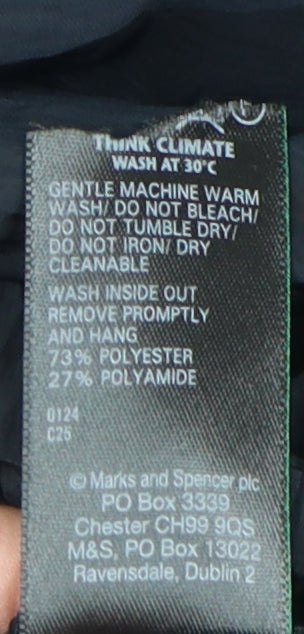 THINK CLIMATE
WASH AT 30°C
GENTLE MACHINE WARM
WASH/ DO NOT BLEACH/
DO NOT TUMBLE DRY/
DO NOT IRON/ DRY
CLEANABLE
WASH INSIDE OUT
REMOVE PROMPTLY
AND HANG
73% POLYESTER
27% POLYAMIDE
0124
C25
© Marks and Spencer plc
PO Box 3339
Chester CH99 9QS
M&S, PO Box 13022
Ravensdale, Dublin 2